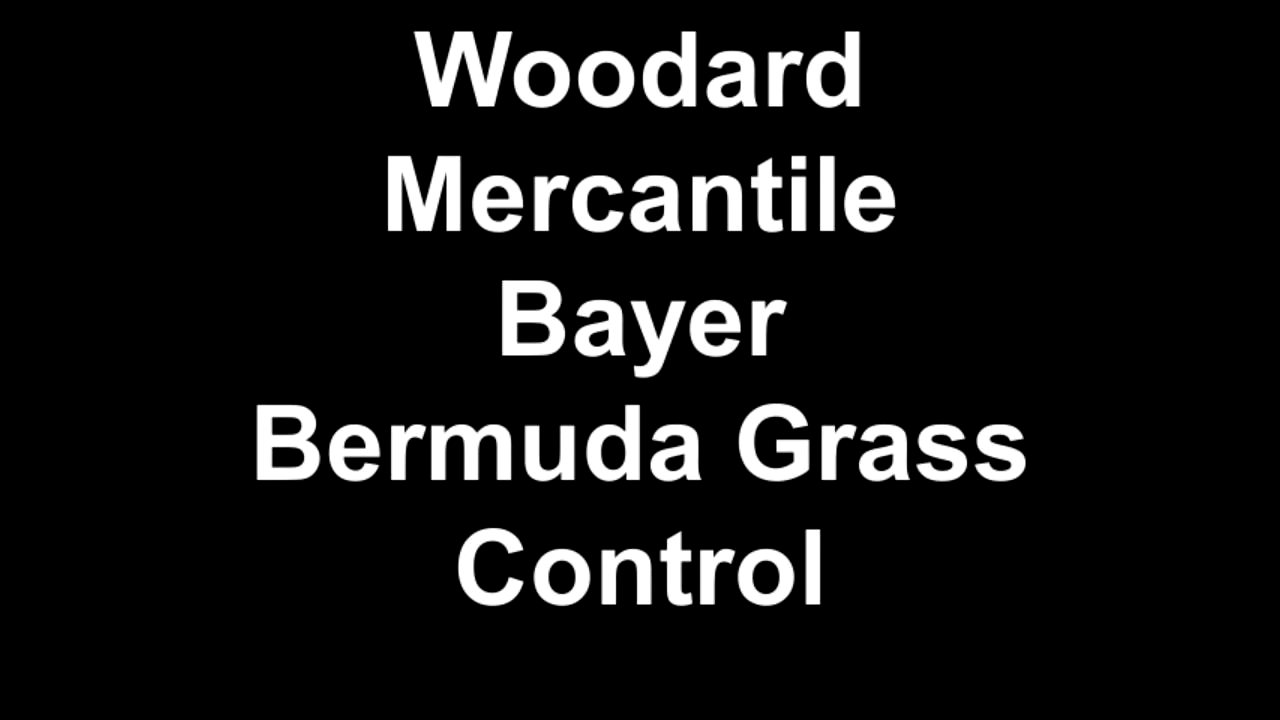 Woodard
Mercantile
Bayer
Bermuda Grass
Control